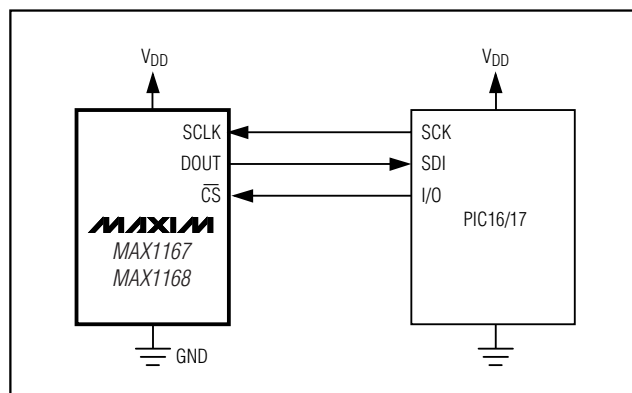 VDD
VDD
SCLK
SCK
DOUT
SDI
CS
I/O
MAXIM
MAX1167
MAX1168
PIC16/17
GND